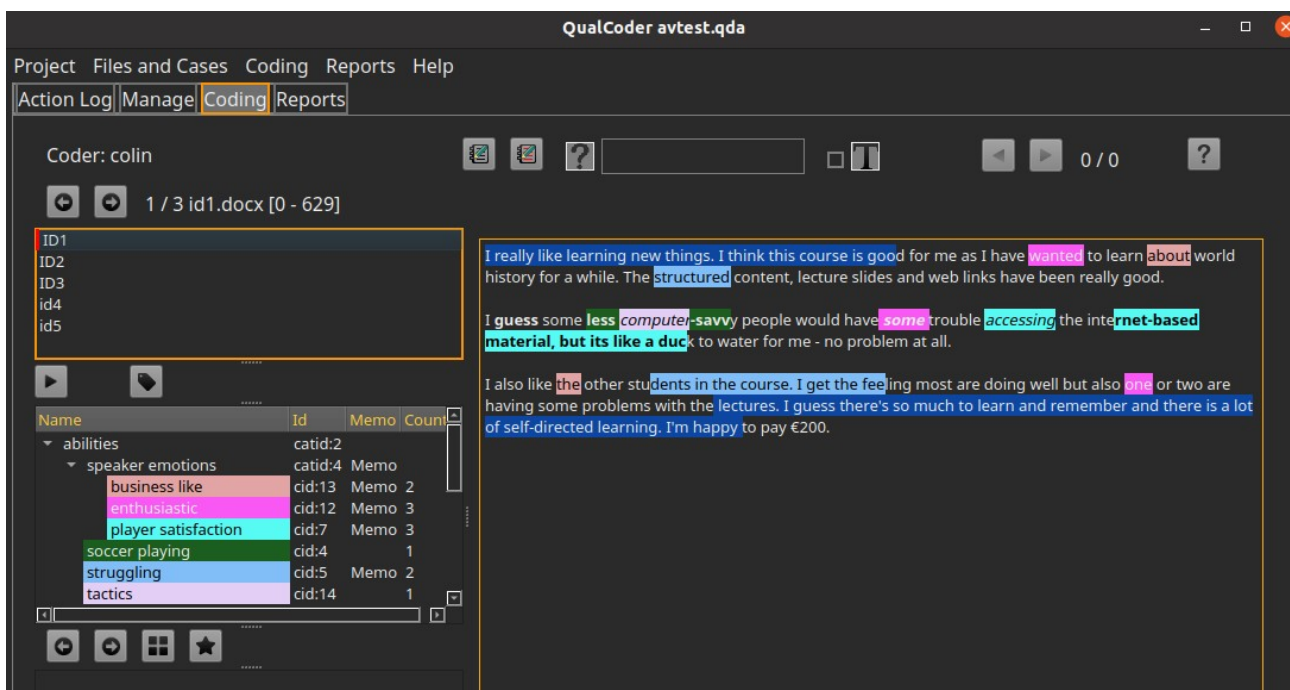 QualCoder avtest.qda
Project Files and Cases Coding Reports Help
Action Log Manage Coding Reports
Coder: colin
? T 0 / 0 ?
1 / 3 id1.docx [0 - 629]
ID1
ID2
ID3
id4
id5
Name Id Memo Count
abilities catid:2
speaker emotions catid:4 Memo
business like cid:13 Memo 2
enthusiastic cid:12 Memo 3
player satisfaction cid:7 Memo 3
soccer playing cid:4 1
struggling cid:5 Memo 2
tactics cid:14 1
I really like learning new things. I think this course is good for me as I have wanted to learn about world
history for a while. The structured content, lecture slides and web links have been really good.
I guess some less computer-savvy people would have some trouble accessing the internet-based
material, but its like a duck to water for me - no problem at all.
I also like the other students in the course. I get the feeling most are doing well but also one or two are
having some problems with the lectures. I guess there's so much to learn and remember and there is a lot
of self-directed learning. I'm happy to pay €200.